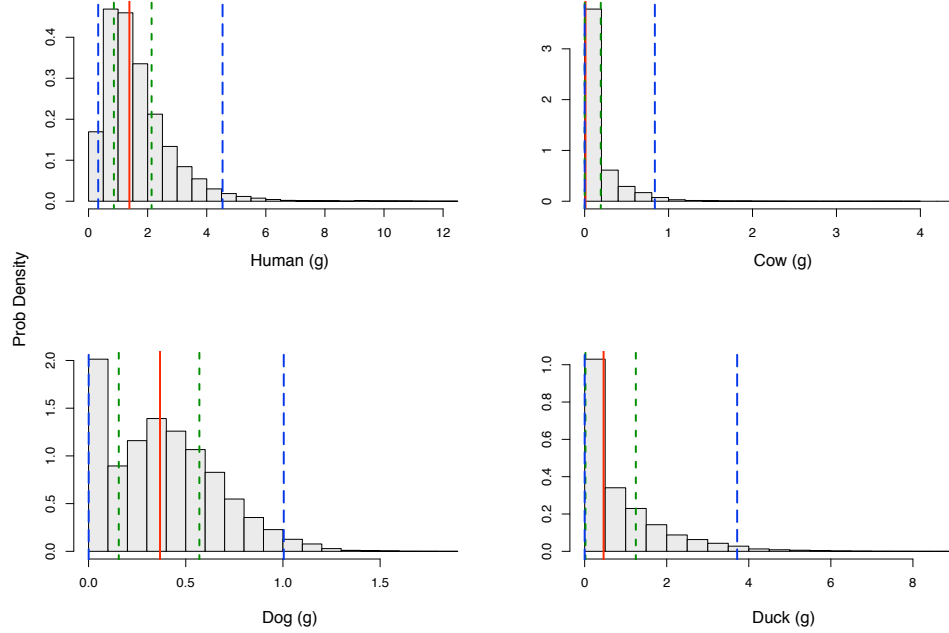 0.0 0.1 0.2 0.3 0.4
0 2 4 6 8 10 12
Human (g)
0 1 2 3
0 1 2 3 4
Cow (g)
Prob Density
0.0 0.5 1.0 1.5 2.0
0.0 0.5 1.0 1.5
Dog (g)
0.0 0.2 0.4 0.6 0.8 1.0
0 2 4 6 8
Duck (g)